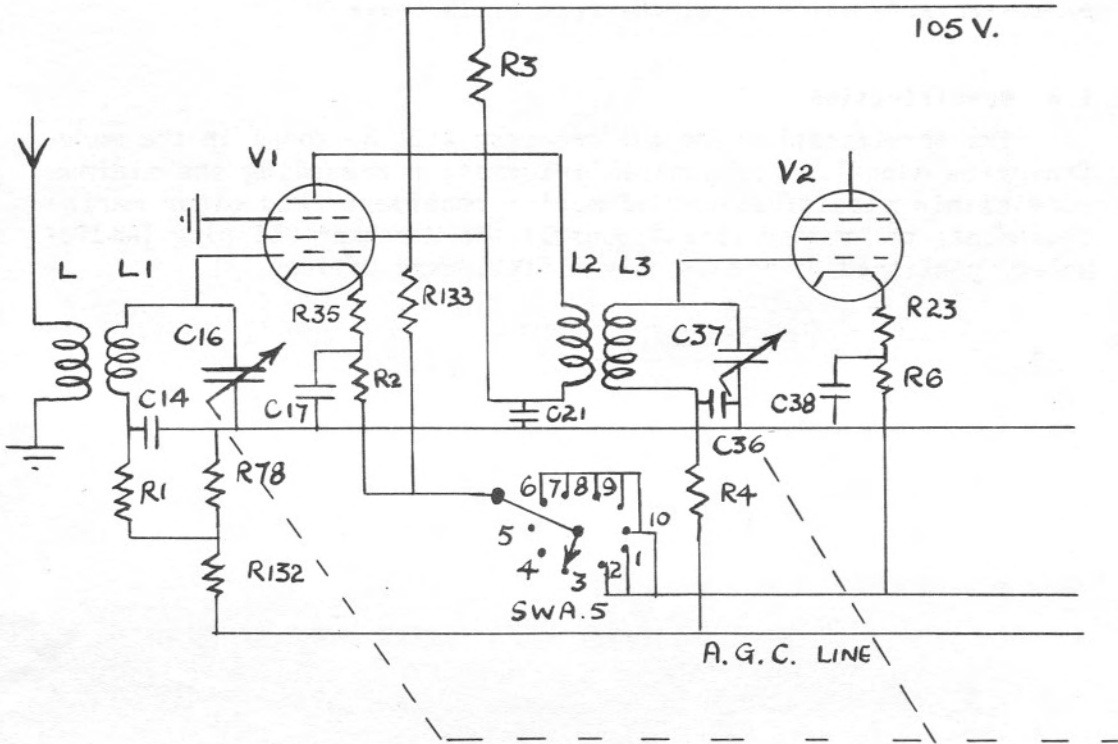 105 V.
R3
V1
V2
L
L1
R35
R133
L2
L3
R23
C16
C37
R2
R6
C14
C17
C21
C38
C36
R1
R78
R4
6
7
8
9
10
5
4
3
2
1
R132
SWA.5
A.G.C. LINE